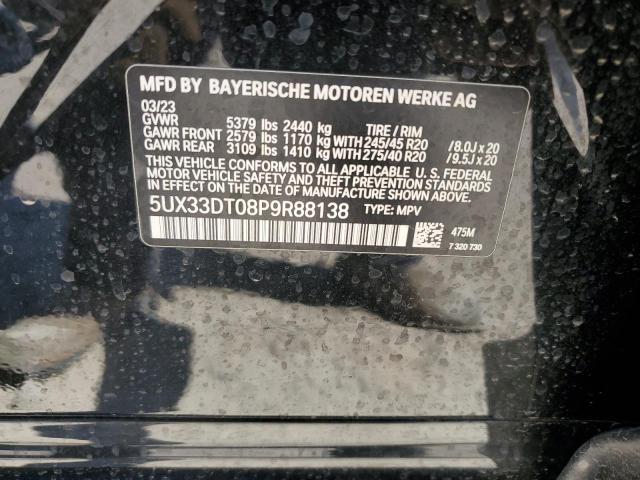 MFD BY BAYERISCHE MOTOREN WERKE AG
03/23
GVWR 5379 lbs 2440 kg TIRE / RIM
GAWR FRONT 2579 lbs 1170 kg WITH 245/45 R20 /8.0J x 20
GAWR REAR 3109 lbs 1410 kg WITH 275/40 R20 /9.5J x 20
THIS VEHICLE CONFORMS TO ALL APPLICABLE U. S. FEDERAL
MOTOR VEHICLE SAFETY STANDARDS IN EFFECT ON THE
DATE OF MANUFACTURE SHOWN ABOVE.
5UX33DT08P9R88138 TYPE: MPV
475M
7 320 730